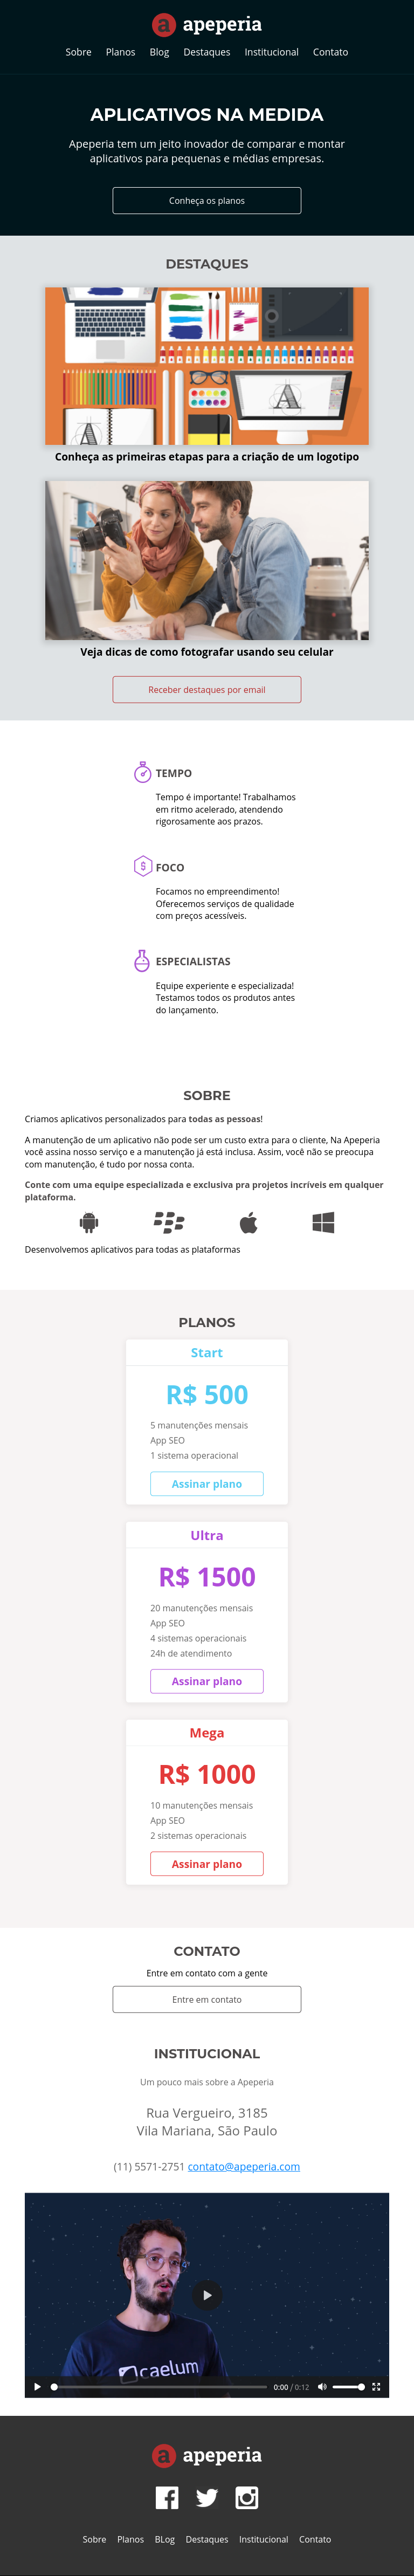 a apeperia
Sobre Planos Blog Destaques Institucional Contato
APLICATIVOS NA MEDIDA
Apeperia tem um jeito inovador de comparar e montar
aplicativos para pequenas e médias empresas.
Conheça os planos
DESTAQUES
A
A
Conheça as primeiras etapas para a criação de um logotipo
Veja dicas de como fotografar usando seu celular
Receber destaques por email
TEMPO
Tempo é importante! Trabalhamos
em ritmo acelerado, atendendo
rigorosamente aos prazos.
$ FOCO
Focamos no empreendimento!
Oferecemos serviços de qualidade
com preços acessíveis.
ESPECIALISTAS
Equipe experiente e especializada!
Testamos todos os produtos antes
do lançamento.
SOBRE
Criamos aplicativos personalizados para todas as pessoas!
A manutenção de um aplicativo não pode ser um custo extra para o cliente, Na Apeperia
você assina nosso serviço e a manutenção já está inclusa. Assim, você não se preocupa
com manutenção, é tudo por nossa conta.
Conte com uma equipe especializada e exclusiva pra projetos incríveis em qualquer
plataforma.
Desenvolvemos aplicativos para todas as plataformas
PLANOS
Start
R$ 500
5 manutenções mensais
App SEO
1 sistema operacional
Assinar plano
Ultra
R$ 1500
20 manutenções mensais
App SEO
4 sistemas operacionais
24h de atendimento
Assinar plano
Mega
R$ 1000
10 manutenções mensais
App SEO
2 sistemas operacionais
Assinar plano
CONTATO
Entre em contato com a gente
Entre em contato
INSTITUCIONAL
Um pouco mais sobre a Apeperia
Rua Vergueiro, 3185
Vila Mariana, São Paulo
(11) 5571-2751 contato@apeperia.com
caelum
0:00 / 0:12
a apeperia
Sobre Planos BLog Destaques Institucional Contato